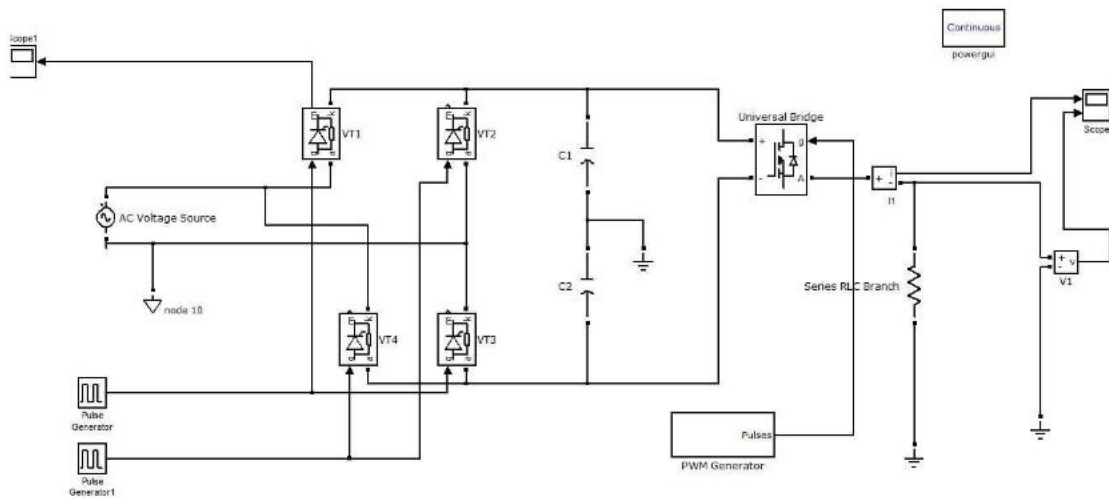 Continuous
powergui
Scope1
m k
VT1
m k
VT2
Universal Bridge
Scope
C1
+ g
- A
+ -
I1
AC Voltage Source
C2
+
- v
V1
Series RLC Branch
node 10
VT4
VT3
Pulse
Generator
Pulses
PWM Generator
Pulse
Generator1